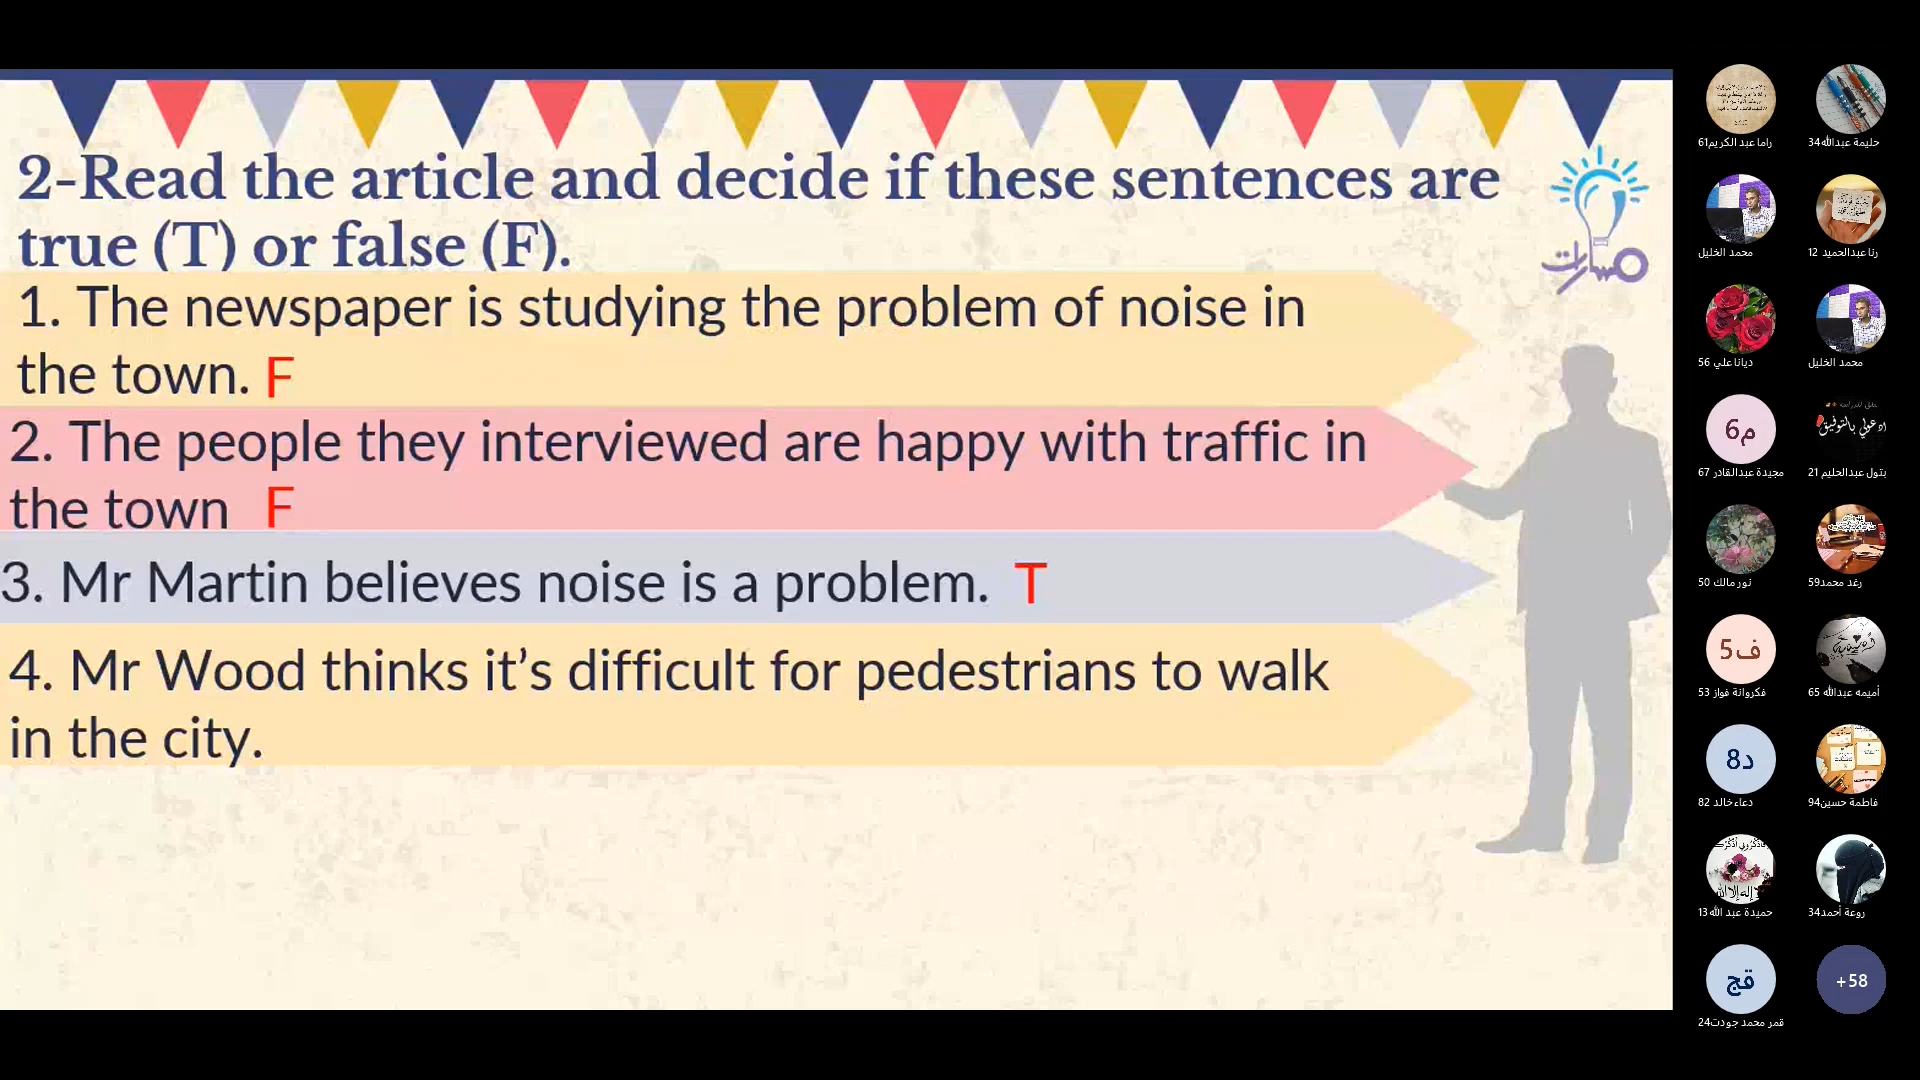 2-Read the article and decide if these sentences are
true (T) or false (F).
مسارات
1. The newspaper is studying the problem of noise in
the town. F
2. The people they interviewed are happy with traffic in
the town F
3. Mr Martin believes noise is a problem. T
4. Mr Wood thinks it’s difficult for pedestrians to walk
in the city.
راما عبد الكريم61
حليمة عبدالله34
محمد الخليل
رنا عبدالحميد 12
ديانا علي 56
محمد الخليل
م6
ادعولي بالتوفيق
مجيدة عبدالقادر 67
بتول عبدالحليم 21
نور مالك 50
رغد محمد59
ف5
فكروانة فواز 53
أميمه عبدالله 65
د8
دعاء خالد 82
فاطمة حسين94
حميدة عبد الله13
روعة أحمد34
قج
+58
قمر محمد جودت24